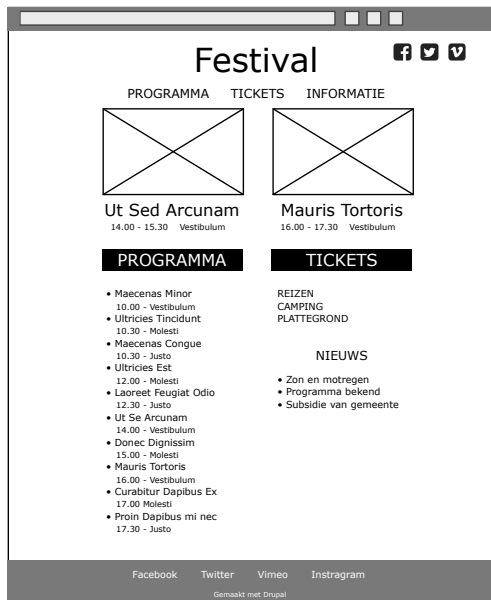 Festival
PROGRAMMA TICKETS INFORMATIE
Ut Sed Arcunam
14.00 - 15.30 Vestibulum
Mauris Tortoris
16.00 - 17.30 Vestibulum
PROGRAMMA
• Maecenas Minor
10.00 - Vestibulum
• Ultricies Tincidunt
10.30 - Molesti
• Maecenas Congue
10.30 - Justo
• Ultricies Est
12.00 - Molesti
• Laoreet Feugiat Odio
12.30 - Justo
• Ut Se Arcunam
14.00 - Vestibulum
• Donec Dignissim
15.00 - Molesti
• Mauris Tortoris
16.00 - Vestibulum
• Curabitur Dapibus Ex
17.00 Molesti
• Proin Dapibus mi nec
17.30 - Justo
TICKETS
REIZEN
CAMPING
PLATTEGROND
NIEUWS
• Zon en motregen
• Programma bekend
• Subsidie van gemeente
Facebook Twitter Vimeo Instragram
Gemaakt met Drupal